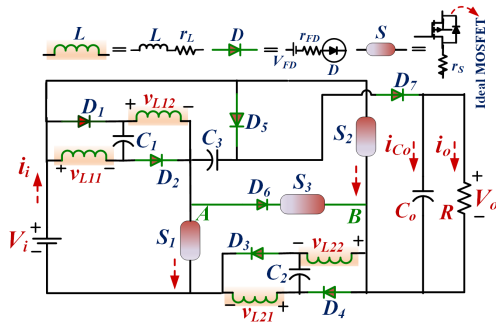 L = L r_L D = V_FD r_FD D S = r_S Ideal MOSFET
D_1 + v_L12 − D_7
C_1 C_3 D_5 S_2 i_Co i_o
+ v_L11 − D_2
i_i
D_6 S_3
A B
V_i + − S_1 C_o R + V_o −
D_3 − v_L22 +
C_2
− v_L21 + D_4